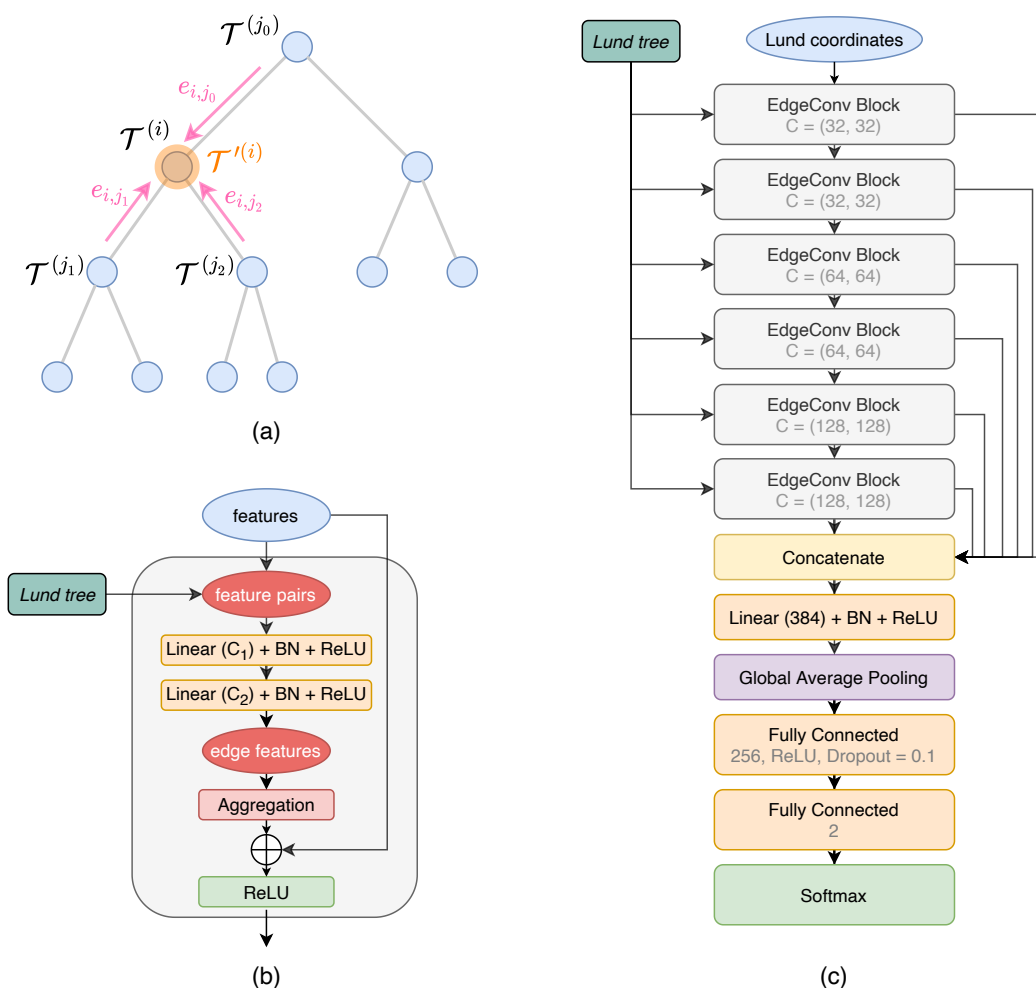 𝒯^(j₀)
e_{i,j₀}
𝒯^(i)
𝒯′^(i)
e_{i,j₁}
e_{i,j₂}
𝒯^(j₁)
𝒯^(j₂)
(a)
features
Lund tree
feature pairs
Linear (C₁) + BN + ReLU
Linear (C₂) + BN + ReLU
edge features
Aggregation
ReLU
(b)
Lund tree
Lund coordinates
EdgeConv Block
C = (32, 32)
EdgeConv Block
C = (32, 32)
EdgeConv Block
C = (64, 64)
EdgeConv Block
C = (64, 64)
EdgeConv Block
C = (128, 128)
EdgeConv Block
C = (128, 128)
Concatenate
Linear (384) + BN + ReLU
Global Average Pooling
Fully Connected
256, ReLU, Dropout = 0.1
Fully Connected
2
Softmax
(c)